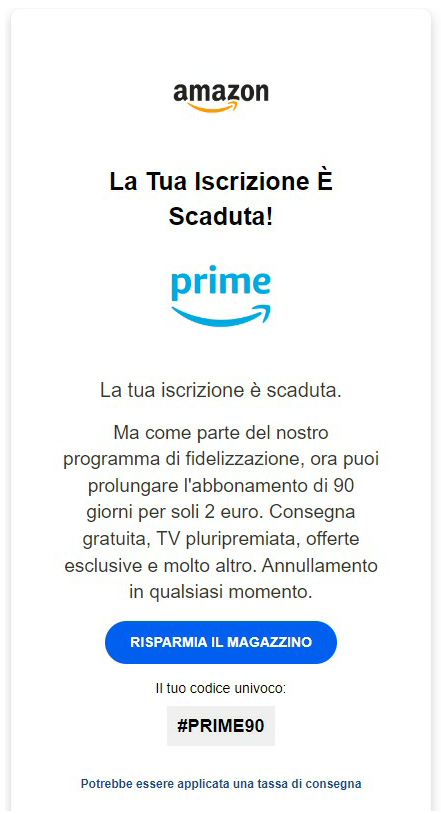 amazon
La Tua Iscrizione È
Scaduta!
prime
La tua iscrizione è scaduta.
Ma come parte del nostro
programma di fidelizzazione, ora puoi
prolungare l'abbonamento di 90
giorni per soli 2 euro. Consegna
gratuita, TV pluripremiata, offerte
esclusive e molto altro. Annullamento
in qualsiasi momento.
RISPARMIA IL MAGAZZINO
Il tuo codice univoco:
#PRIME90
Potrebbe essere applicata una tassa di consegna